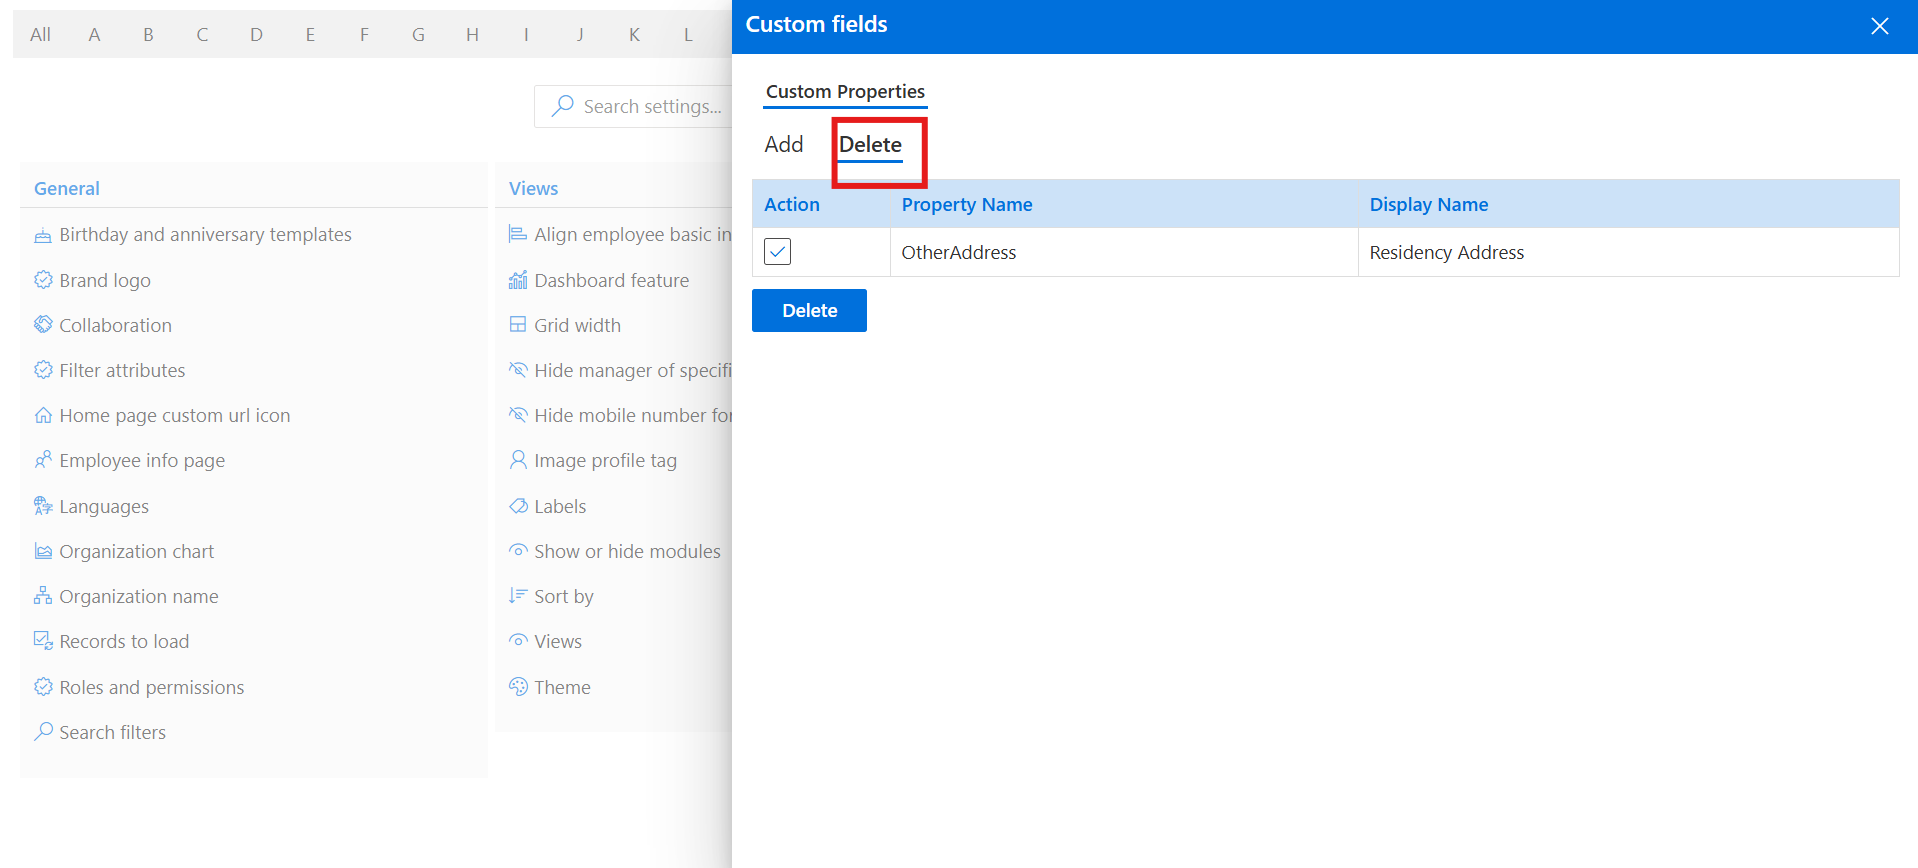 All A B C D E F G H I J K L
Search settings...
General
Birthday and anniversary templates
Brand logo
Collaboration
Filter attributes
Home page custom url icon
Employee info page
Languages
Organization chart
Organization name
Records to load
Roles and permissions
Search filters
Views
Align employee basic in
Dashboard feature
Grid width
Hide manager of specifi
Hide mobile number for
Image profile tag
Labels
Show or hide modules
Sort by
Views
Theme
Custom fields
Custom Properties
Add Delete
Action Property Name Display Name
OtherAddress Residency Address
Delete